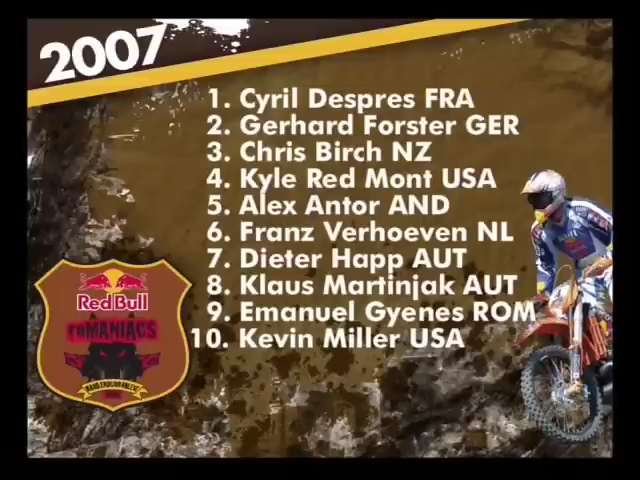 2007
1. Cyril Despres FRA
2. Gerhard Forster GER
3. Chris Birch NZ
4. Kyle Red Mont USA
5. Alex Antor AND
6. Franz Verhoeven NL
7. Dieter Happ AUT
8. Klaus Martinjak AUT
9. Emanuel Gyenes ROM
10. Kevin Miller USA
Red Bull
roMANIACS